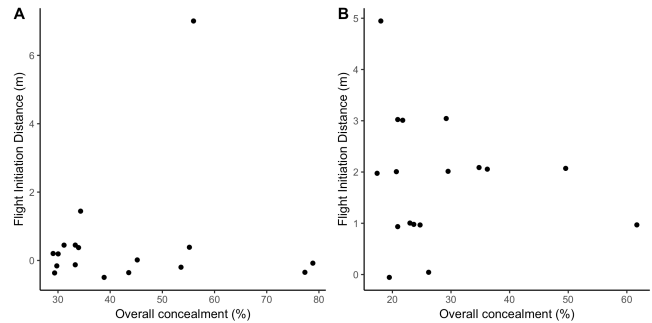 A
B
Flight Initiation Distance (m)
6
4
2
0
30 40 50 60 70 80
Overall concealment (%)
Flight Initiation Distance (m)
5
4
3
2
1
0
20 30 40 50 60
Overall concealment (%)